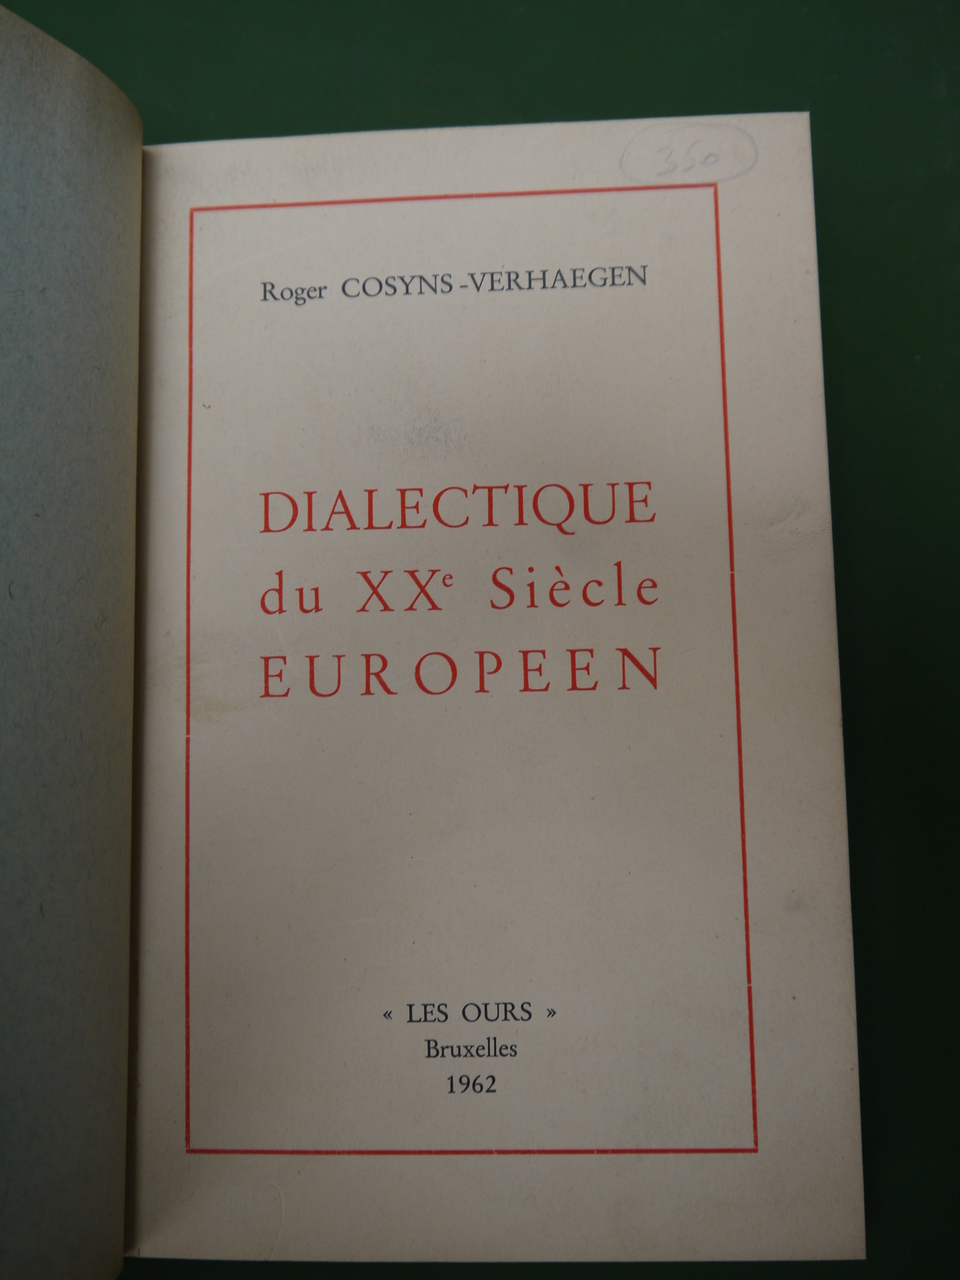 350
Roger COSYNS-VERHAEGEN
DIALECTIQUE
du XXe Siècle
EUROPEEN
« LES OURS »
Bruxelles
1962